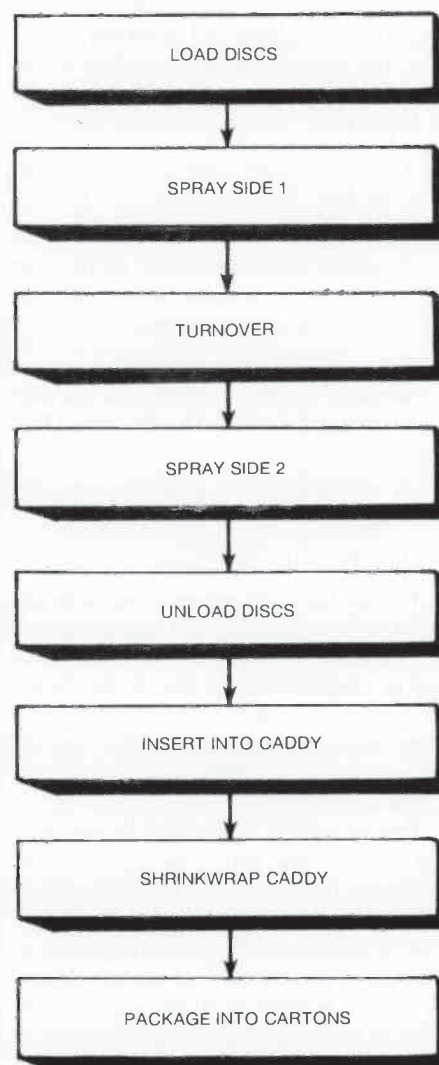 LOAD DISCS
SPRAY SIDE 1
TURNOVER
SPRAY SIDE 2
UNLOAD DISCS
INSERT INTO CADDY
SHRINKWRAP CADDY
PACKAGE INTO CARTONS